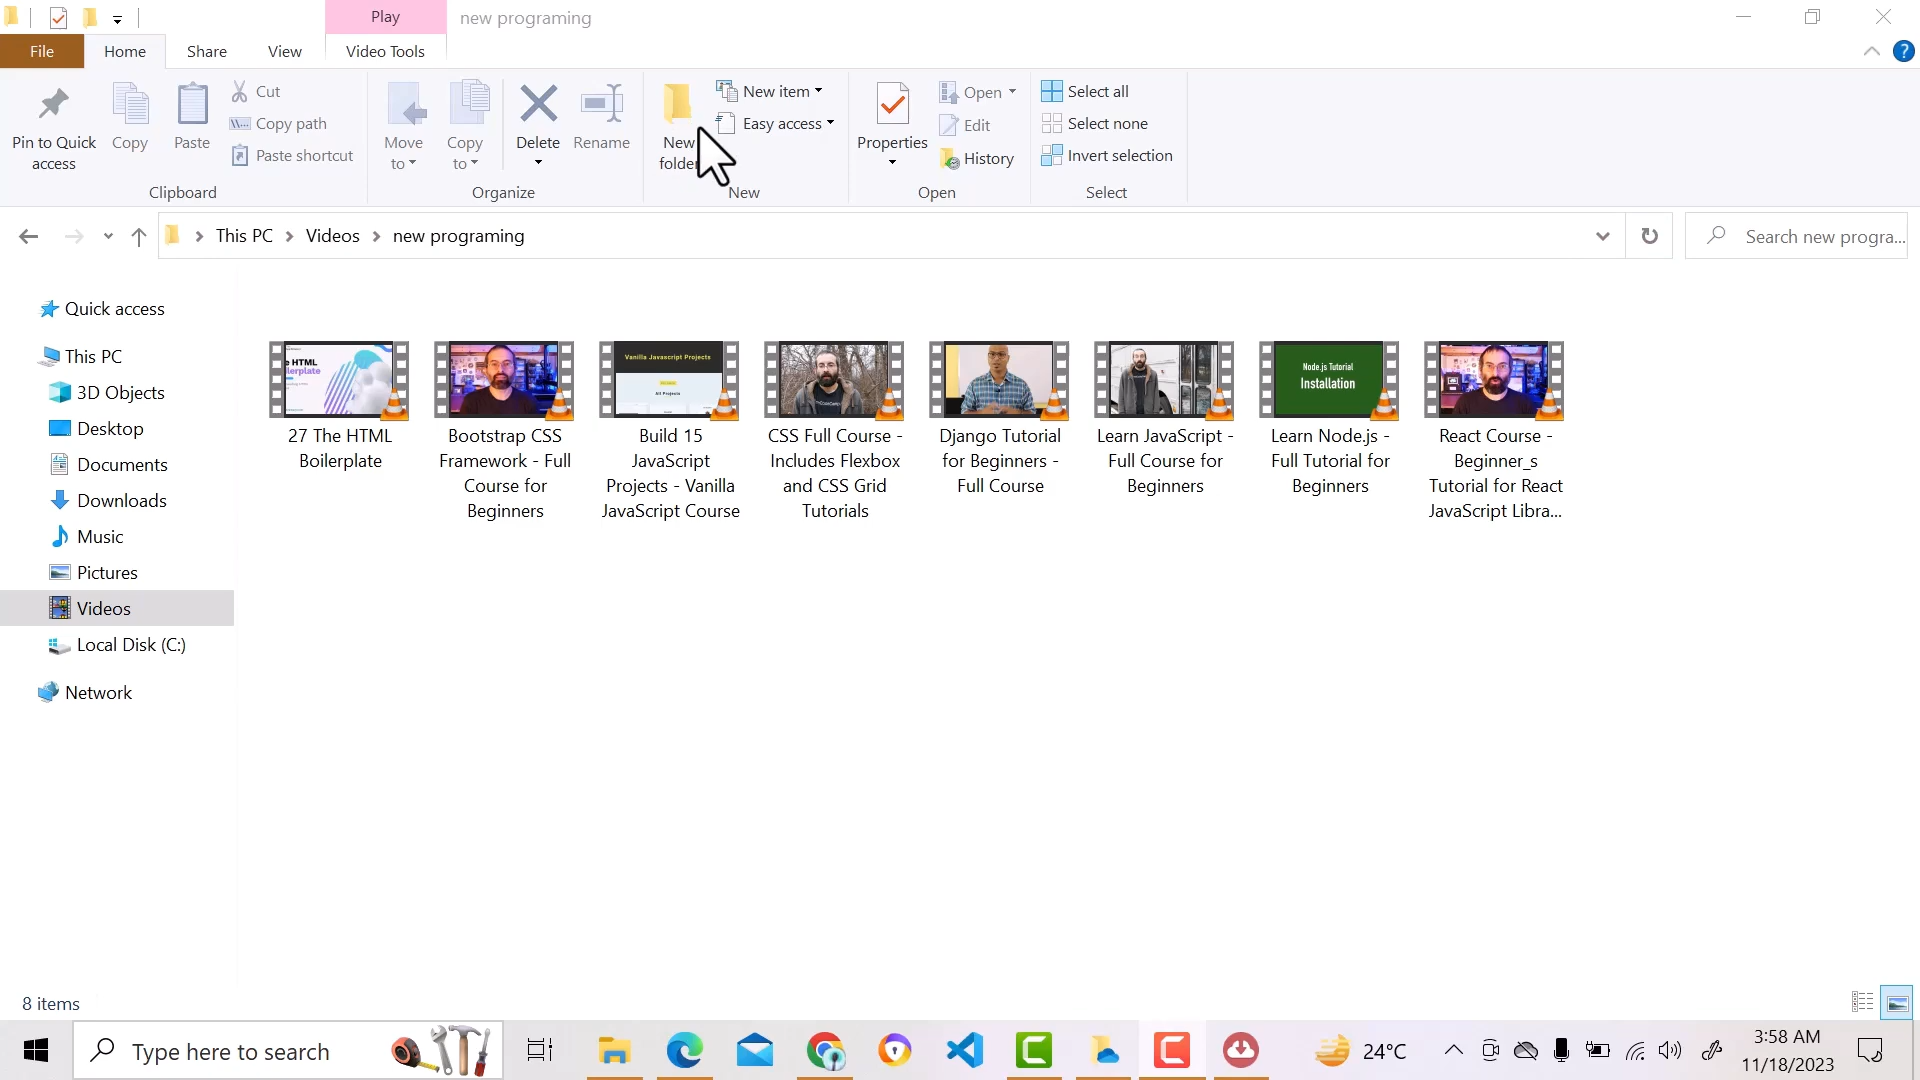 Play
new programing
File
Home
Share
View
Video Tools
Pin to Quick
access
Copy
Paste
Cut
Copy path
Paste shortcut
Clipboard
Move
to
Copy
to
Delete
Rename
Organize
New
folder
New item
Easy access
New
Properties
Open
Edit
History
Open
Select all
Select none
Invert selection
Select
This PC
Videos
new programing
Search new progra...
Quick access
This PC
3D Objects
Desktop
Documents
Downloads
Music
Pictures
Videos
Local Disk (C:)
Network
27 The HTML
Boilerplate
Bootstrap CSS
Framework - Full
Course for
Beginners
Vanilla Javascript Projects
All Projects
Build 15
JavaScript
Projects - Vanilla
JavaScript Course
CSS Full Course -
Includes Flexbox
and CSS Grid
Tutorials
Django Tutorial
for Beginners -
Full Course
Learn JavaScript -
Full Course for
Beginners
Node.js Tutorial
Installation
Learn Node.js -
Full Tutorial for
Beginners
React Course -
Beginner_s
Tutorial for React
JavaScript Libra...
8 items
Type here to search
24°C
3:58 AM
11/18/2023